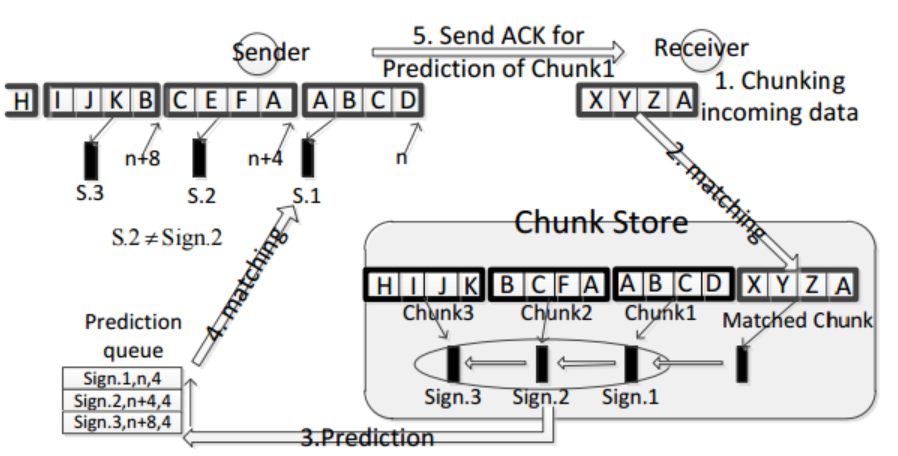 Sender
5. Send ACK for
Prediction of Chunk1
Receiver
1. Chunking
incoming data
H I J K B C E F A A B C D
X Y Z A
n+8
n+4
n
S.3
S.2
S.1
S.2 ≠ Sign.2
2. matching
4. matching
Chunk Store
H I J K B C F A A B C D X Y Z A
Chunk3
Chunk2
Chunk1
Matched Chunk
Sign.3
Sign.2
Sign.1
Prediction
queue
Sign.1,n,4
Sign.2,n+4,4
Sign.3,n+8,4
3.Prediction